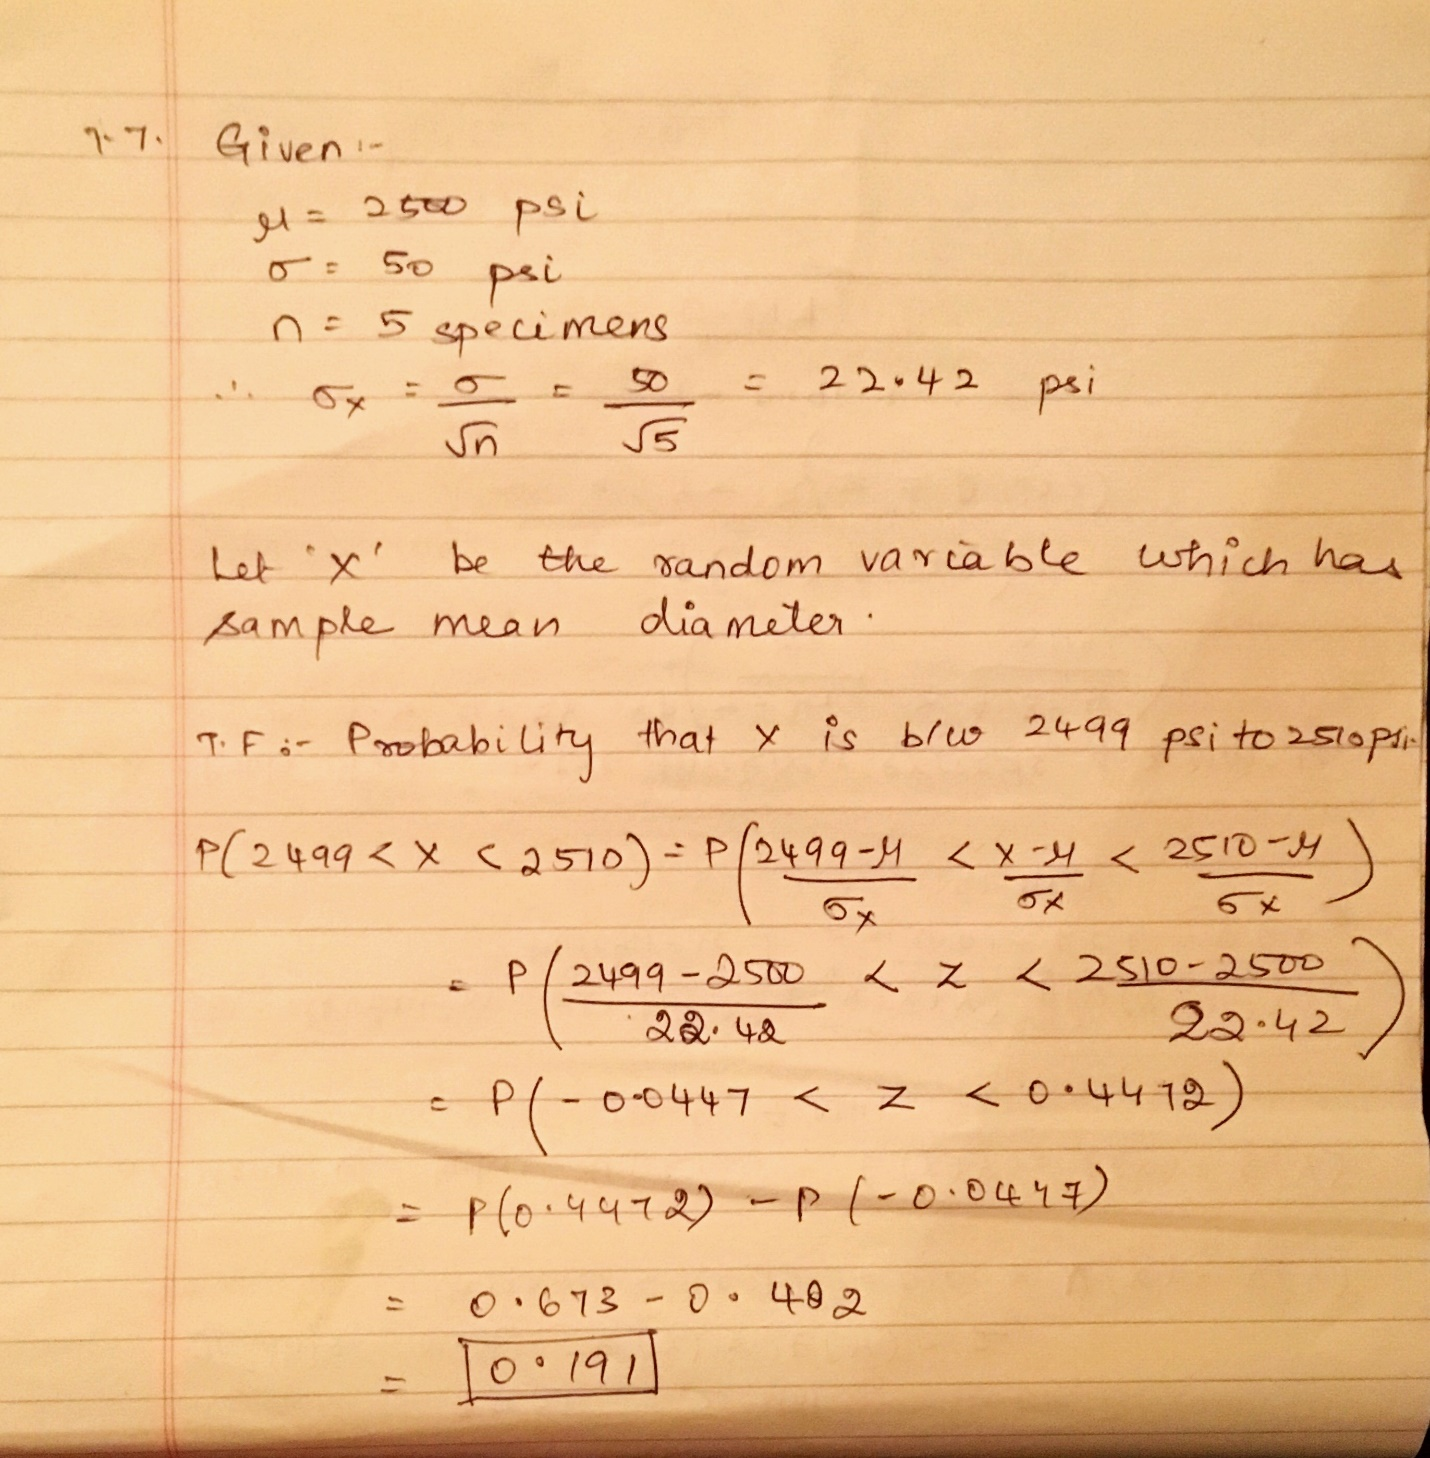 7.7. Given :-
μ = 2500 psi
σ = 50 psi
n = 5 specimens
∴ σx = σ/√n = 50/√5 = 22.42 psi
Let 'X' be the random variable which has
sample mean diameter.
T.F :- Probability that X is b/w 2499 psi to 2510 psi.
P(2499 < X < 2510) = P((2499-μ)/σx < (X-μ)/σx < (2510-μ)/σx)
= P((2499-2500)/22.42 < Z < (2510-2500)/22.42)
= P(-0.0447 < Z < 0.4472)
= P(0.4472) - P(-0.0447)
= 0.673 - 0.482
= 0.191